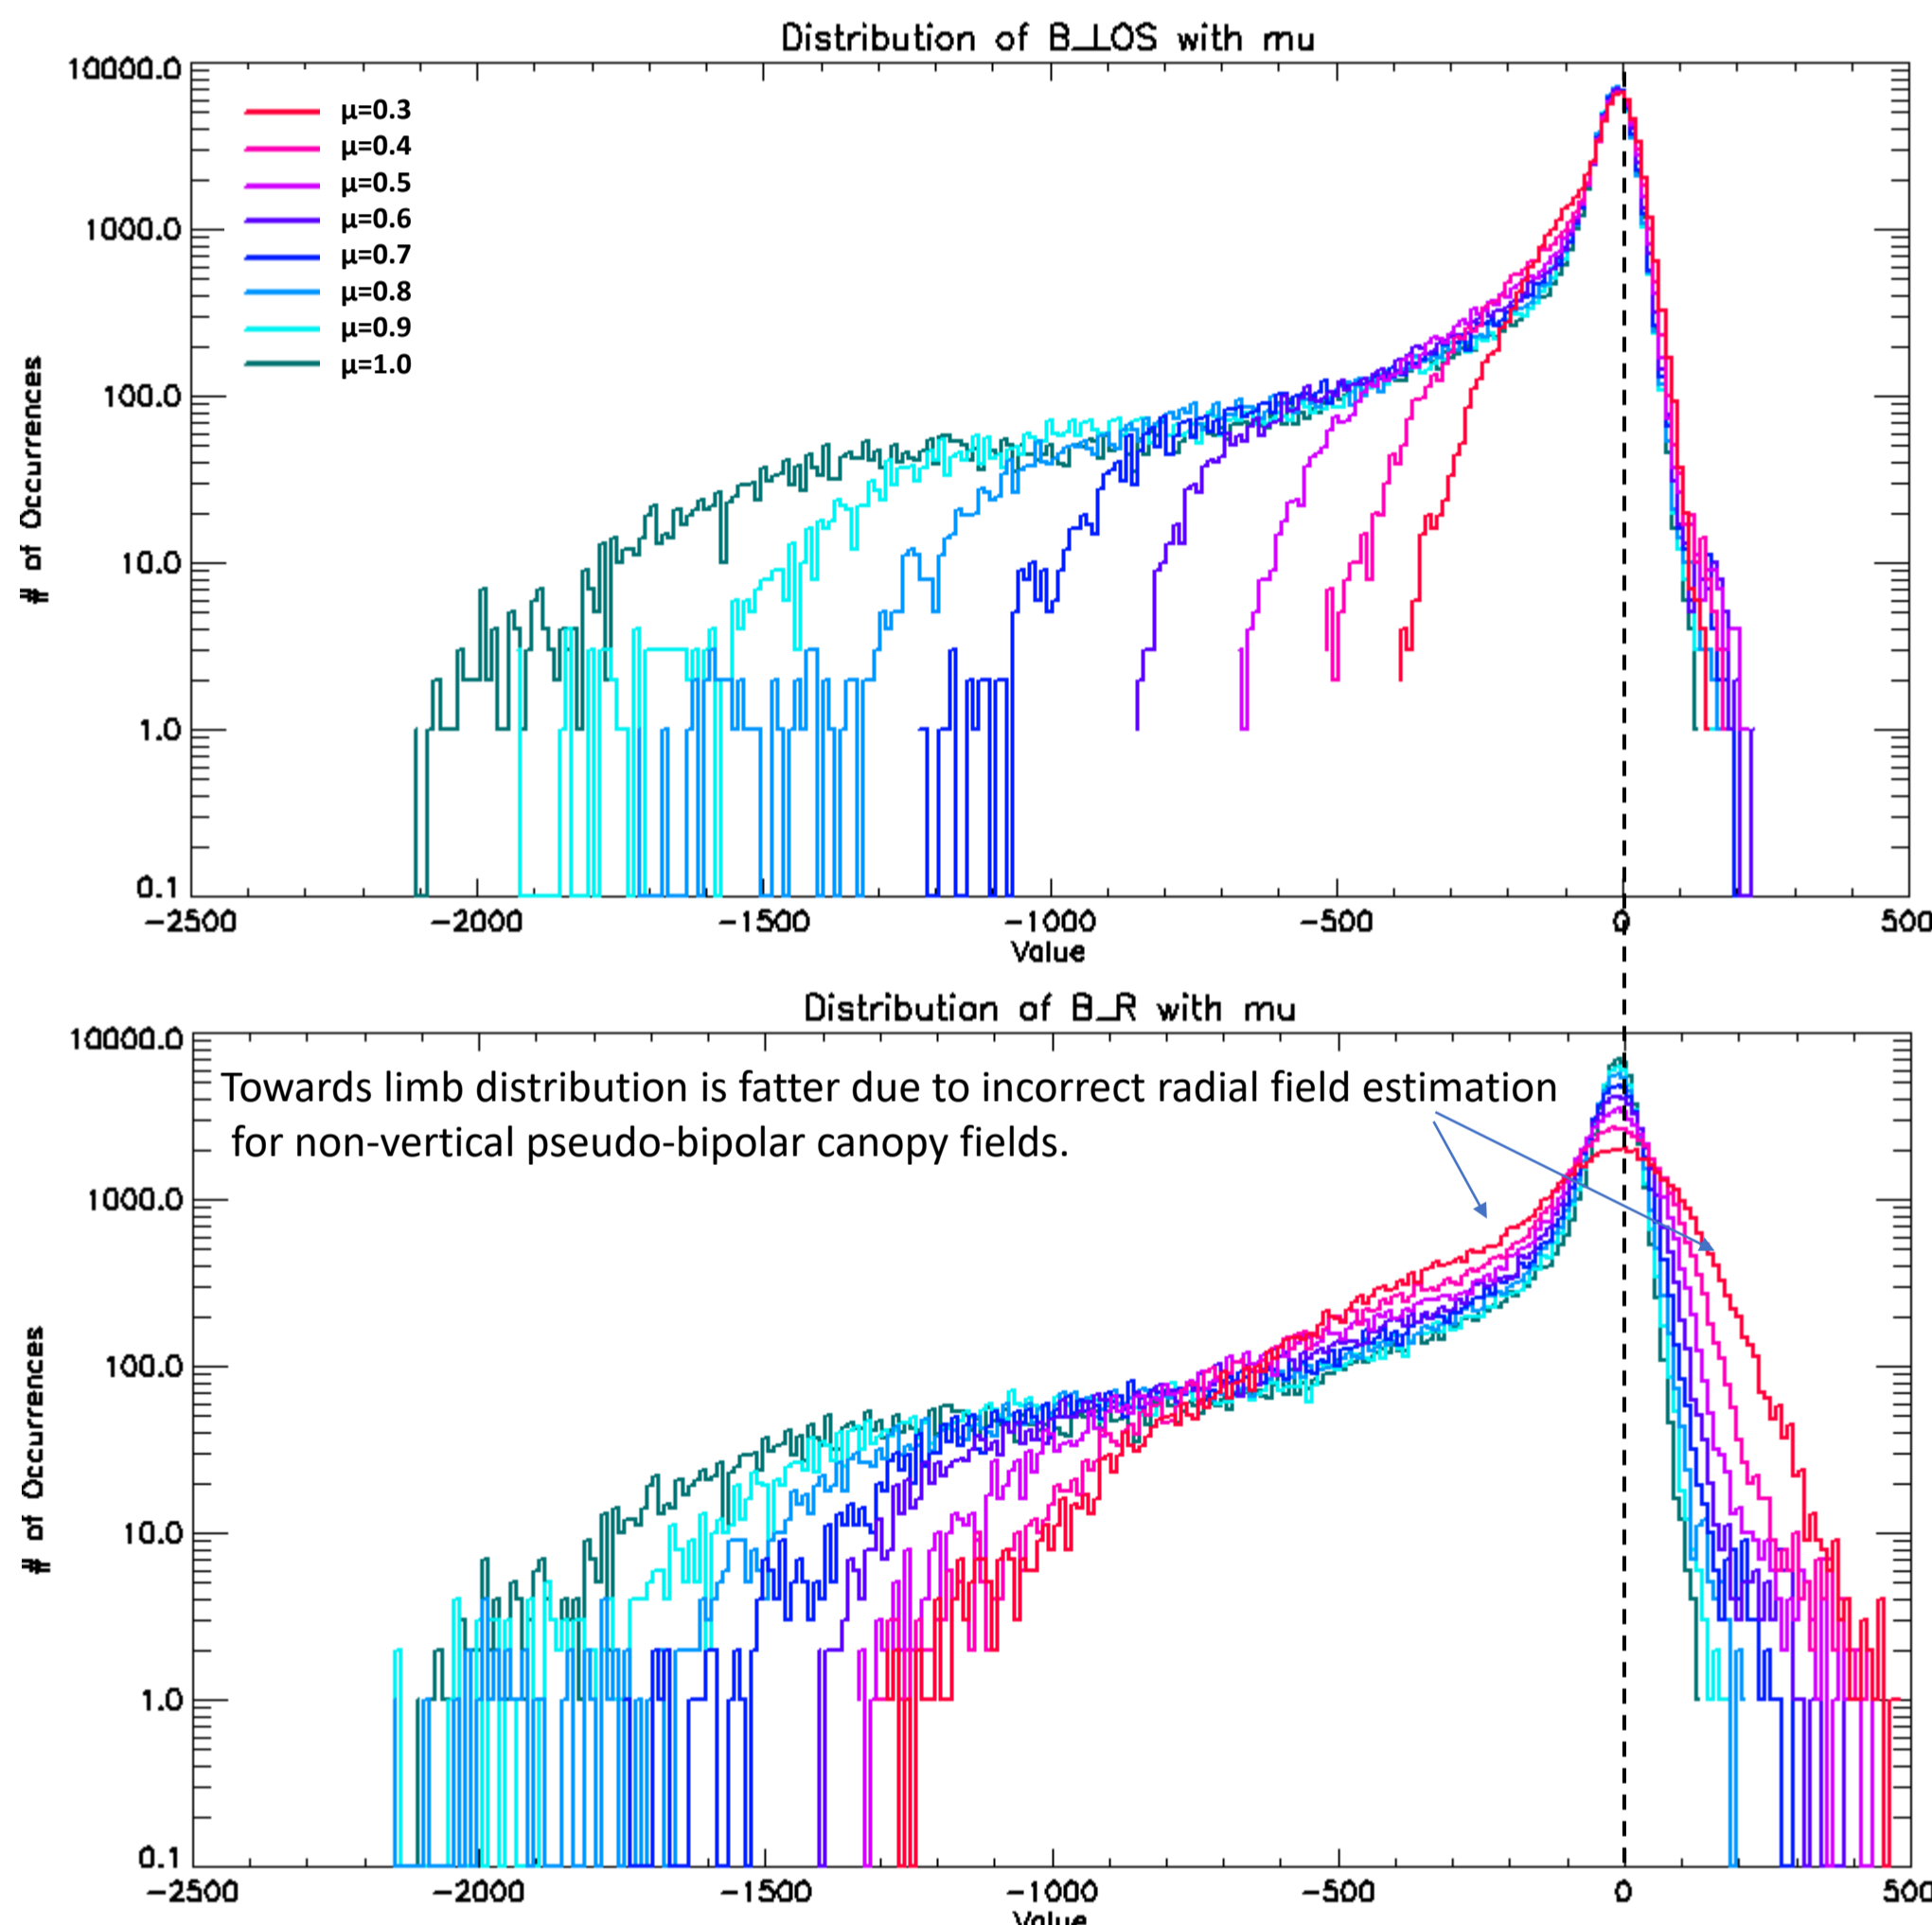 Distribution of B_LOS with mu
10000.0
1000.0
100.0
10.0
1.0
0.1
# of Occurrences
μ=0.3
μ=0.4
μ=0.5
μ=0.6
μ=0.7
μ=0.8
μ=0.9
μ=1.0
-2500 -2000 -1500 -1000 -500 0 500
Value
Distribution of B_R with mu
10000.0
1000.0
100.0
10.0
1.0
0.1
# of Occurrences
Towards limb distribution is fatter due to incorrect radial field estimation
for non-vertical pseudo-bipolar canopy fields.
-2500 -2000 -1500 -1000 -500 0 500
Value